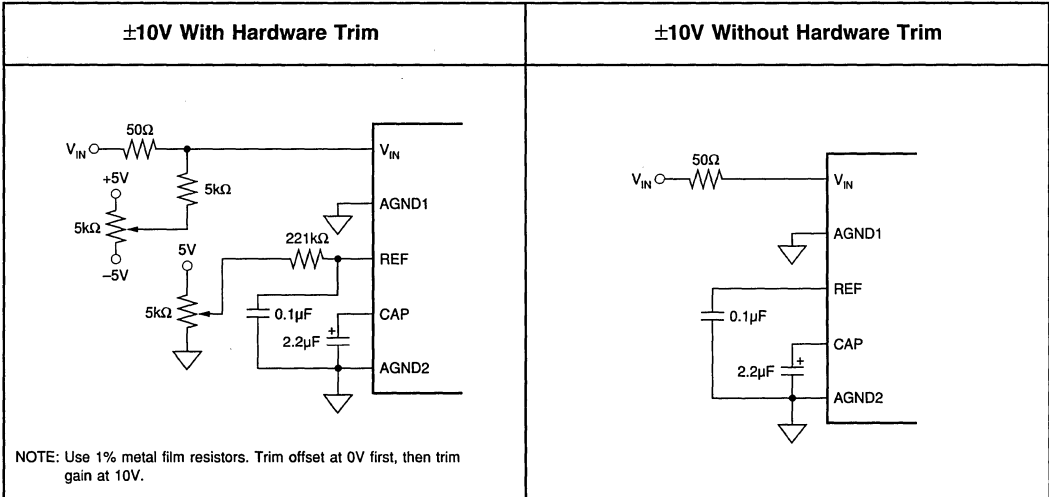 ±10V With Hardware Trim
±10V Without Hardware Trim
50Ω
V_IN
V_IN
+5V
5kΩ
5kΩ
AGND1
–5V
5V
221kΩ
REF
5kΩ
0.1µF
CAP
+
2.2µF
AGND2
NOTE: Use 1% metal film resistors. Trim offset at 0V first, then trim
gain at 10V.
50Ω
V_IN
V_IN
AGND1
REF
0.1µF
CAP
+
2.2µF
AGND2